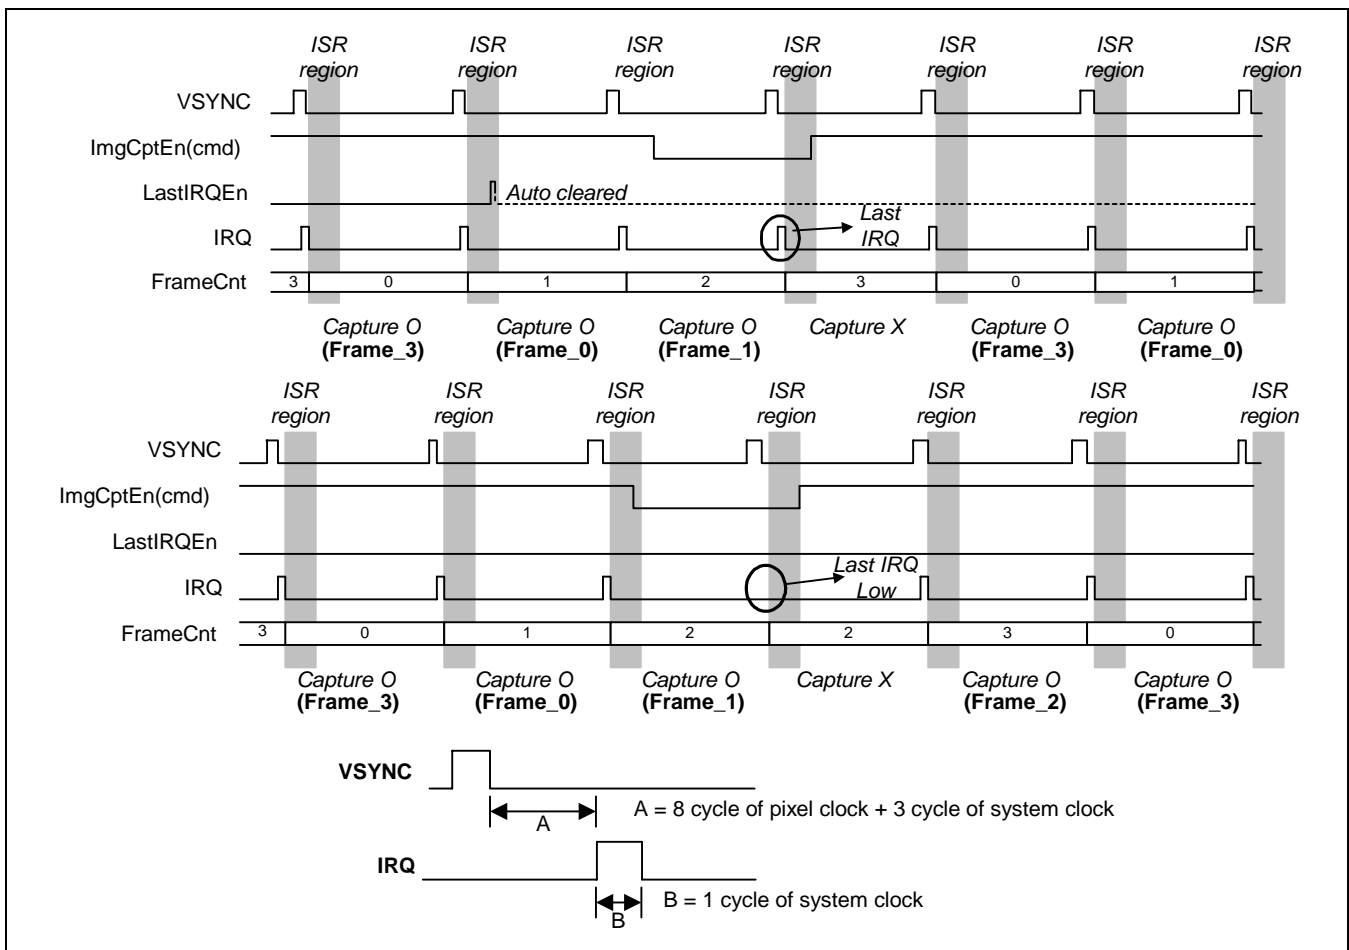 ISR ISR ISR ISR ISR ISR ISR
region region region region region region region
VSYNC
ImgCptEn(cmd)
LastIRQEn Auto cleared
Last
IRQ IRQ
FrameCnt 3 0 1 2 3 0 1
Capture O Capture O Capture O Capture X Capture O Capture O
(Frame_3) (Frame_0) (Frame_1) (Frame_3) (Frame_0)
ISR ISR ISR ISR ISR ISR ISR
region region region region region region region
VSYNC
ImgCptEn(cmd)
LastIRQEn
Last IRQ
IRQ Low
FrameCnt 3 0 1 2 2 3 0
Capture O Capture O Capture O Capture X Capture O Capture O
(Frame_3) (Frame_0) (Frame_1) (Frame_2) (Frame_3)
VSYNC
A A = 8 cycle of pixel clock + 3 cycle of system clock
IRQ
B B = 1 cycle of system clock